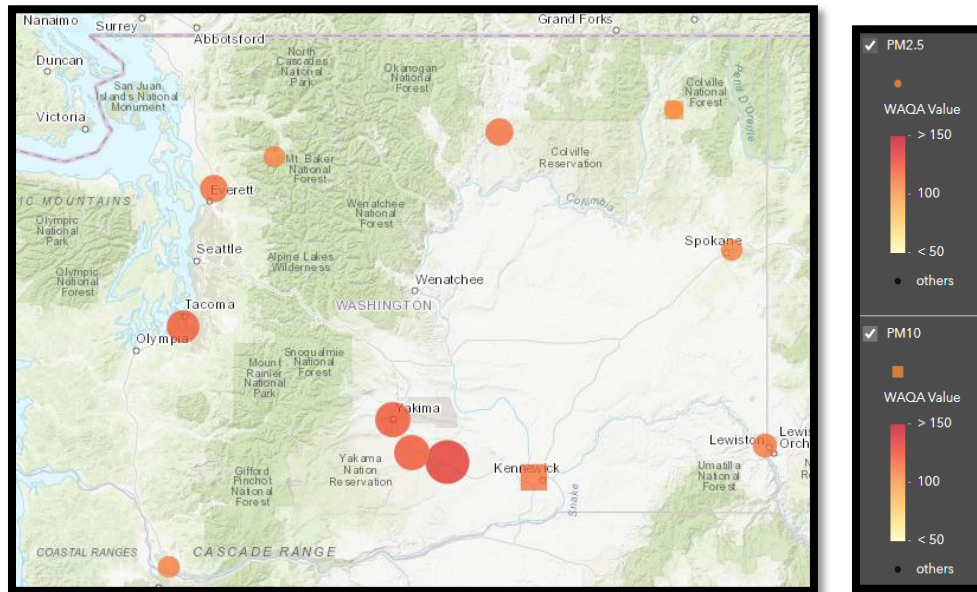 Nanaimo
Surrey
Grand Forks
Abbotsford
Duncan
North
Cascades
National
Park
Okanogan
National
Forest
Colville
National
Forest
Pend D'Oreille
San Juan
Islands National
Monument
Victoria
Mt. Baker
National
Forest
Colville
Reservation
Everett
IC MOUNTAINS
Olympic
National
Park
Wenatchee
National
Forest
Columbia
Seattle
Spokane
Alpine Lakes
Wilderness
Olympic
National
Forest
Wenatchee
Tacoma
WASHINGTON
Olympia
Snoqualmie
National
Forest
Mount
Rainier
National
Park
Yakima
Lewiston
Lewis
Orch
Yakama
Nation
Reservation
Kennewick
Umatilla
National
Forest
Gifford
Pinchot
National
Forest
Snake
COASTAL RANGES
CASCADE RANGE
PM2.5
WAQA Value
> 150
100
< 50
others
PM10
WAQA Value
> 150
100
< 50
others